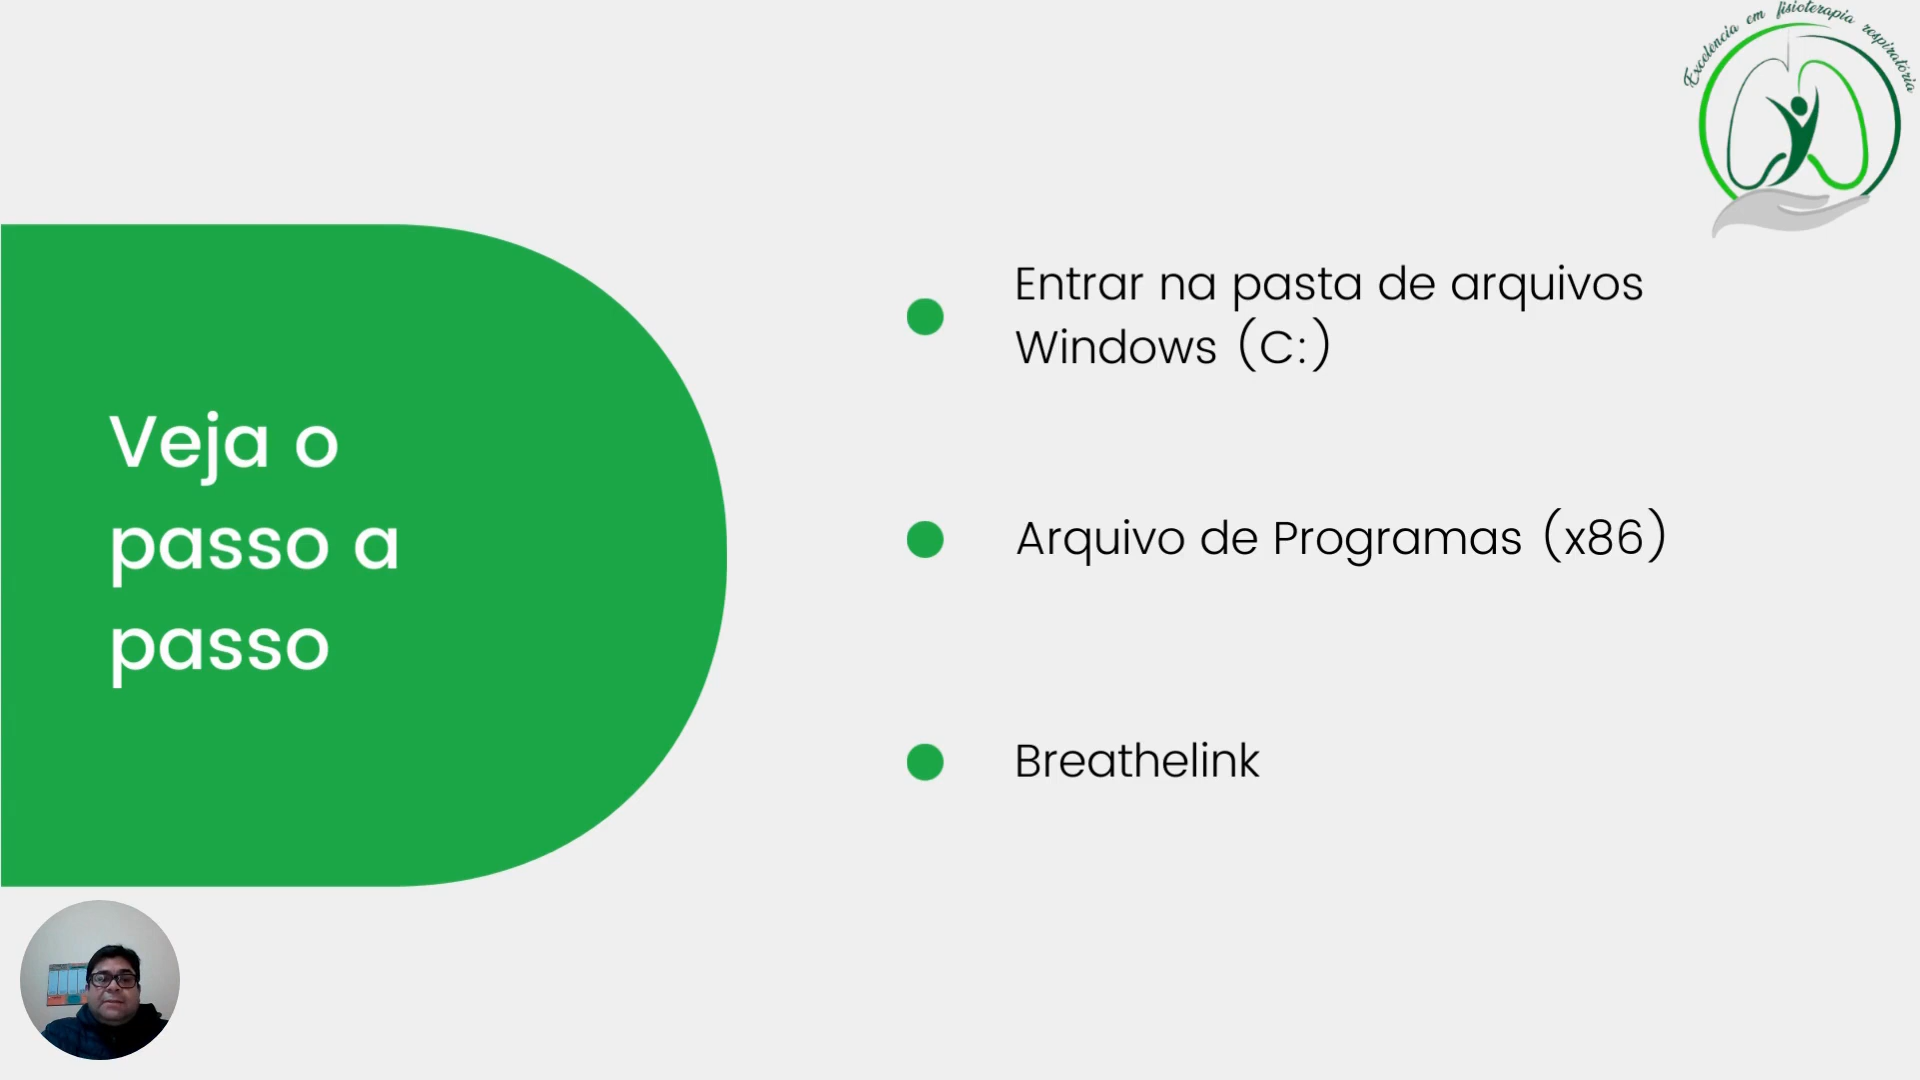 Excelência em fisioterapia respiratória
Veja o
passo a
passo
Entrar na pasta de arquivos
Windows (C:)
Arquivo de Programas (x86)
Breathelink